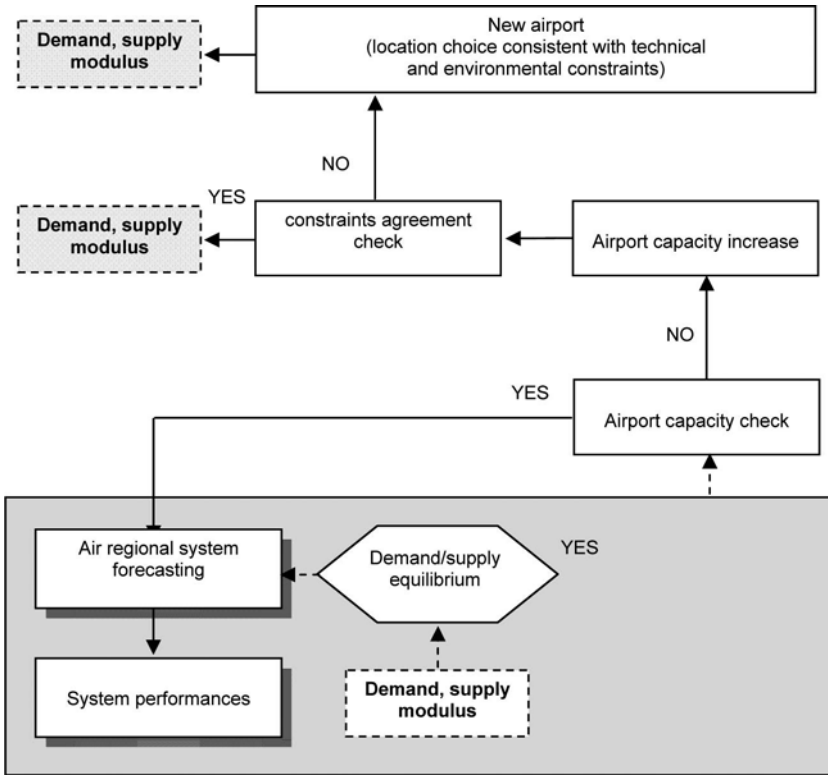 Demand, supply
modulus
New airport
(location choice consistent with technical
and environmental constraints)
NO
YES
Demand, supply
modulus
constraints agreement
check
Airport capacity increase
NO
YES
Airport capacity check
Air regional system
forecasting
Demand/supply
equilibrium
YES
System performances
Demand, supply
modulus